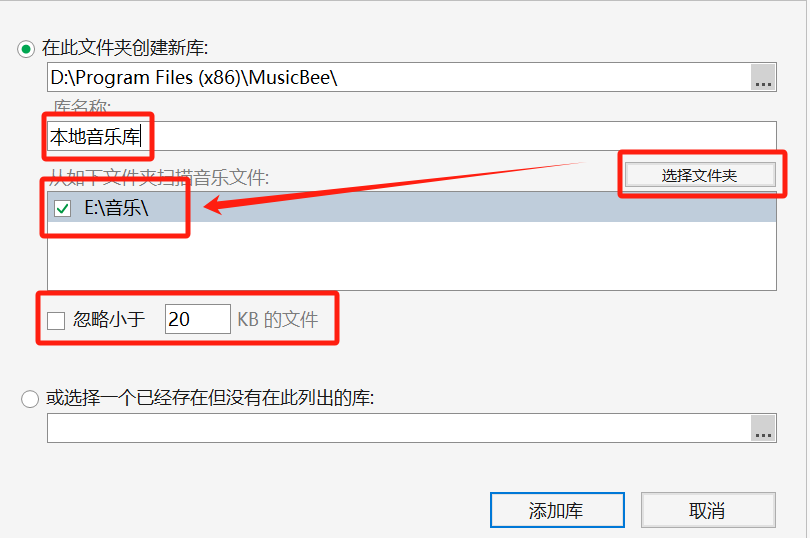 在此文件夹创建新库:
D:\Program Files (x86)\MusicBee\
...
库名称:
本地音乐库
从如下文件夹扫描音乐文件:
选择文件夹
E:\音乐\
忽略小于 20 KB 的文件
或选择一个已经存在但没有在此列出的库:
...
添加库
取消